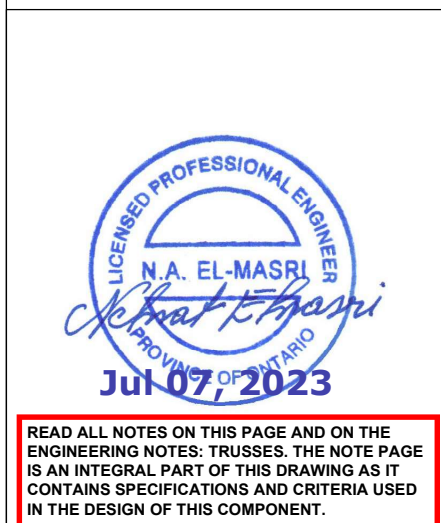 LICENSED PROFESSIONAL ENGINEER
N.A. EL-MASRI
PROVINCE OF ONTARIO
Jul 07, 2023
READ ALL NOTES ON THIS PAGE AND ON THE
ENGINEERING NOTES: TRUSSES. THE NOTE PAGE
IS AN INTEGRAL PART OF THIS DRAWING AS IT
CONTAINS SPECIFICATIONS AND CRITERIA USED
IN THE DESIGN OF THIS COMPONENT.